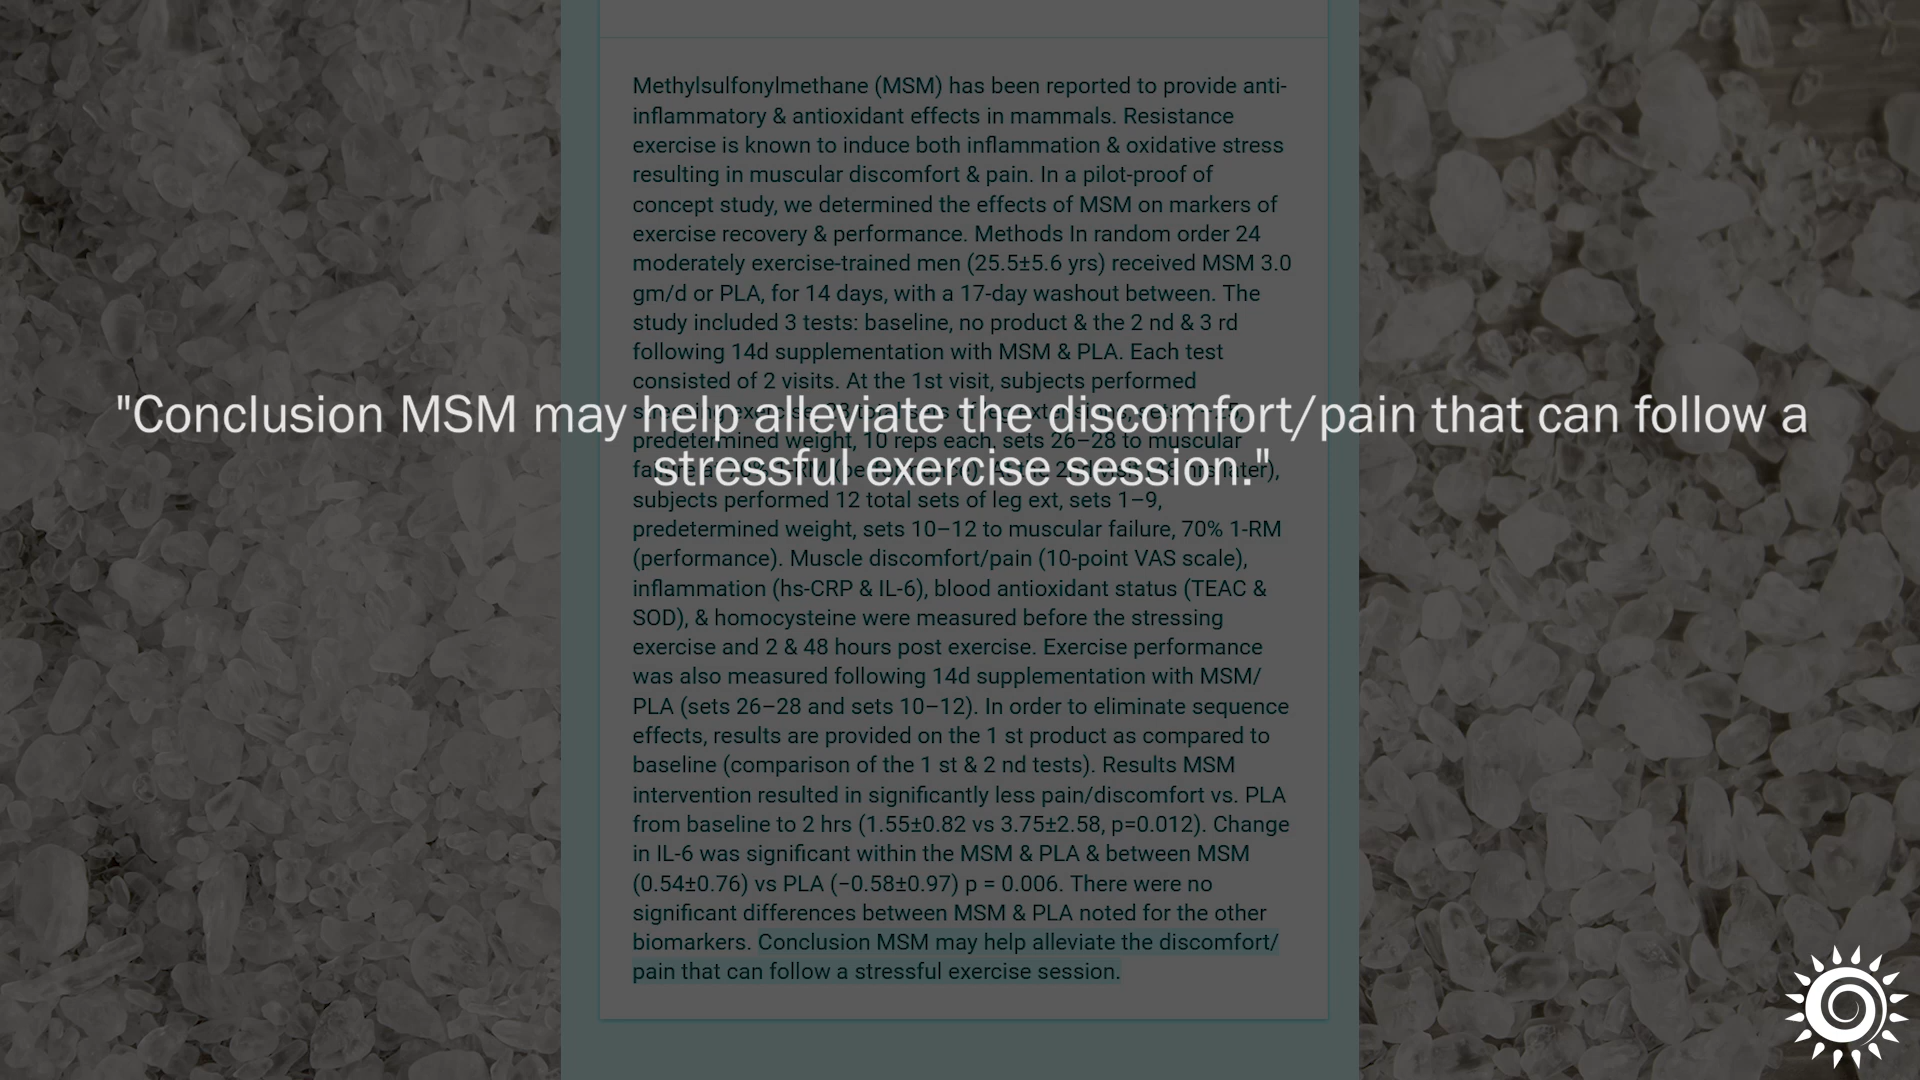 Methylsulfonylmethane (MSM) has been reported to provide anti-
inflammatory & antioxidant effects in mammals. Resistance
exercise is known to induce both inflammation & oxidative stress
resulting in muscular discomfort & pain. In a pilot-proof of
concept study, we determined the effects of MSM on markers of
exercise recovery & performance. Methods In random order 24
moderately exercise-trained men (25.5±5.6 yrs) received MSM 3.0
gm/d or PLA, for 14 days, with a 17-day washout between. The
study included 3 tests: baseline, no product & the 2 nd & 3 rd
following 14d supplementation with MSM & PLA. Each test
consisted of 2 visits. At the 1st visit, subjects performed
"Conclusion MSM may help alleviate the discomfort/pain that can follow a
predetermined weight, 10 reps each, sets 26–28 to muscular
stressful exercise session."
subjects performed 12 total sets of leg ext, sets 1–9,
predetermined weight, sets 10–12 to muscular failure, 70% 1-RM
(performance). Muscle discomfort/pain (10-point VAS scale),
inflammation (hs-CRP & IL-6), blood antioxidant status (TEAC &
SOD), & homocysteine were measured before the stressing
exercise and 2 & 48 hours post exercise. Exercise performance
was also measured following 14d supplementation with MSM/
PLA (sets 26–28 and sets 10–12). In order to eliminate sequence
effects, results are provided on the 1 st product as compared to
baseline (comparison of the 1 st & 2 nd tests). Results MSM
intervention resulted in significantly less pain/discomfort vs. PLA
from baseline to 2 hrs (1.55±0.82 vs 3.75±2.58, p=0.012). Change
in IL-6 was significant within the MSM & PLA & between MSM
(0.54±0.76) vs PLA (−0.58±0.97) p = 0.006. There were no
significant differences between MSM & PLA noted for the other
biomarkers. Conclusion MSM may help alleviate the discomfort/
pain that can follow a stressful exercise session.